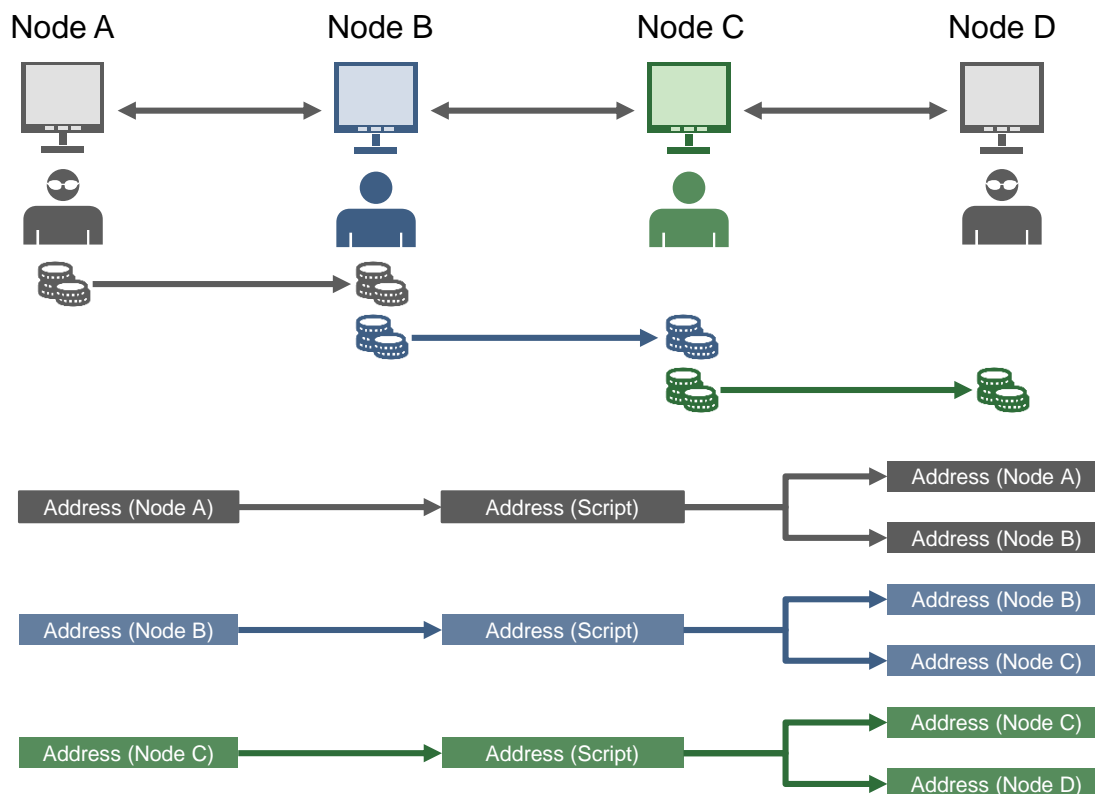 Node A
Node B
Node C
Node D
Address (Node A)
Address (Script)
Address (Node A)
Address (Node B)
Address (Node B)
Address (Script)
Address (Node B)
Address (Node C)
Address (Node C)
Address (Script)
Address (Node C)
Address (Node D)